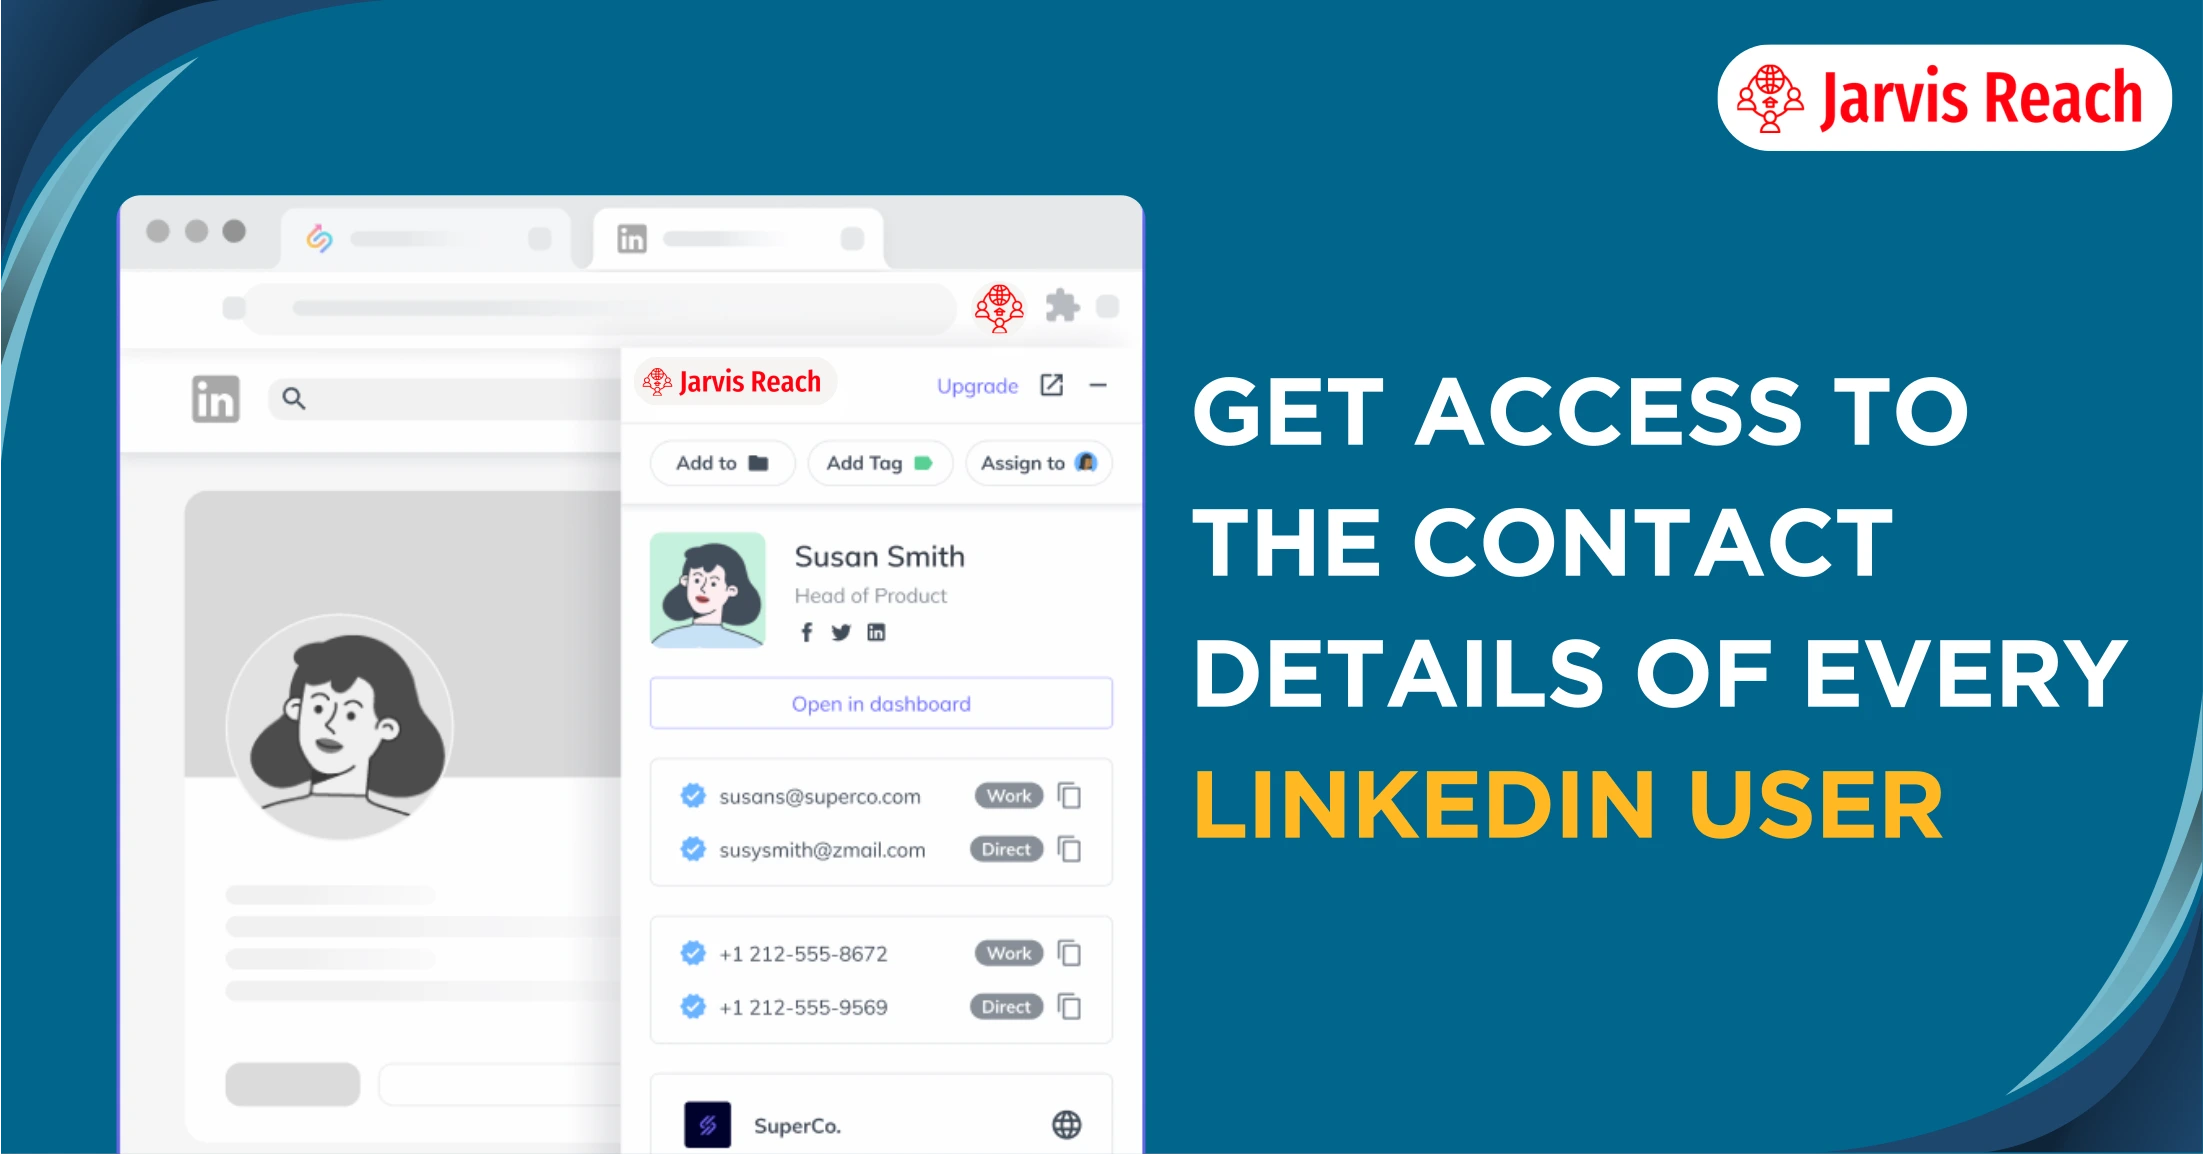 Jarvis Reach
in
in
Jarvis Reach
Upgrade
Add to
Add Tag
Assign to
Susan Smith
Head of Product
Open in dashboard
susans@superco.com Work
susysmith@zmail.com Direct
+1 212-555-8672 Work
+1 212-555-9569 Direct
SuperCo.
GET ACCESS TO
THE CONTACT
DETAILS OF EVERY
LINKEDIN USER